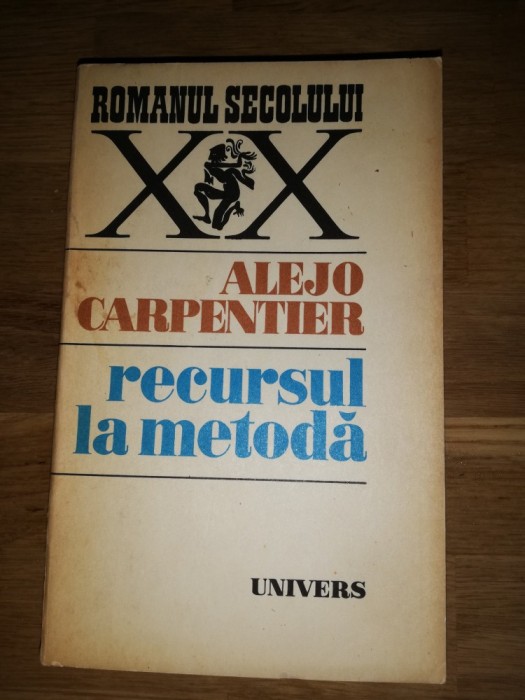 ROMANUL SECOLULUI
XX
ALEJO
CARPENTIER
recursul
la metodă
UNIVERS